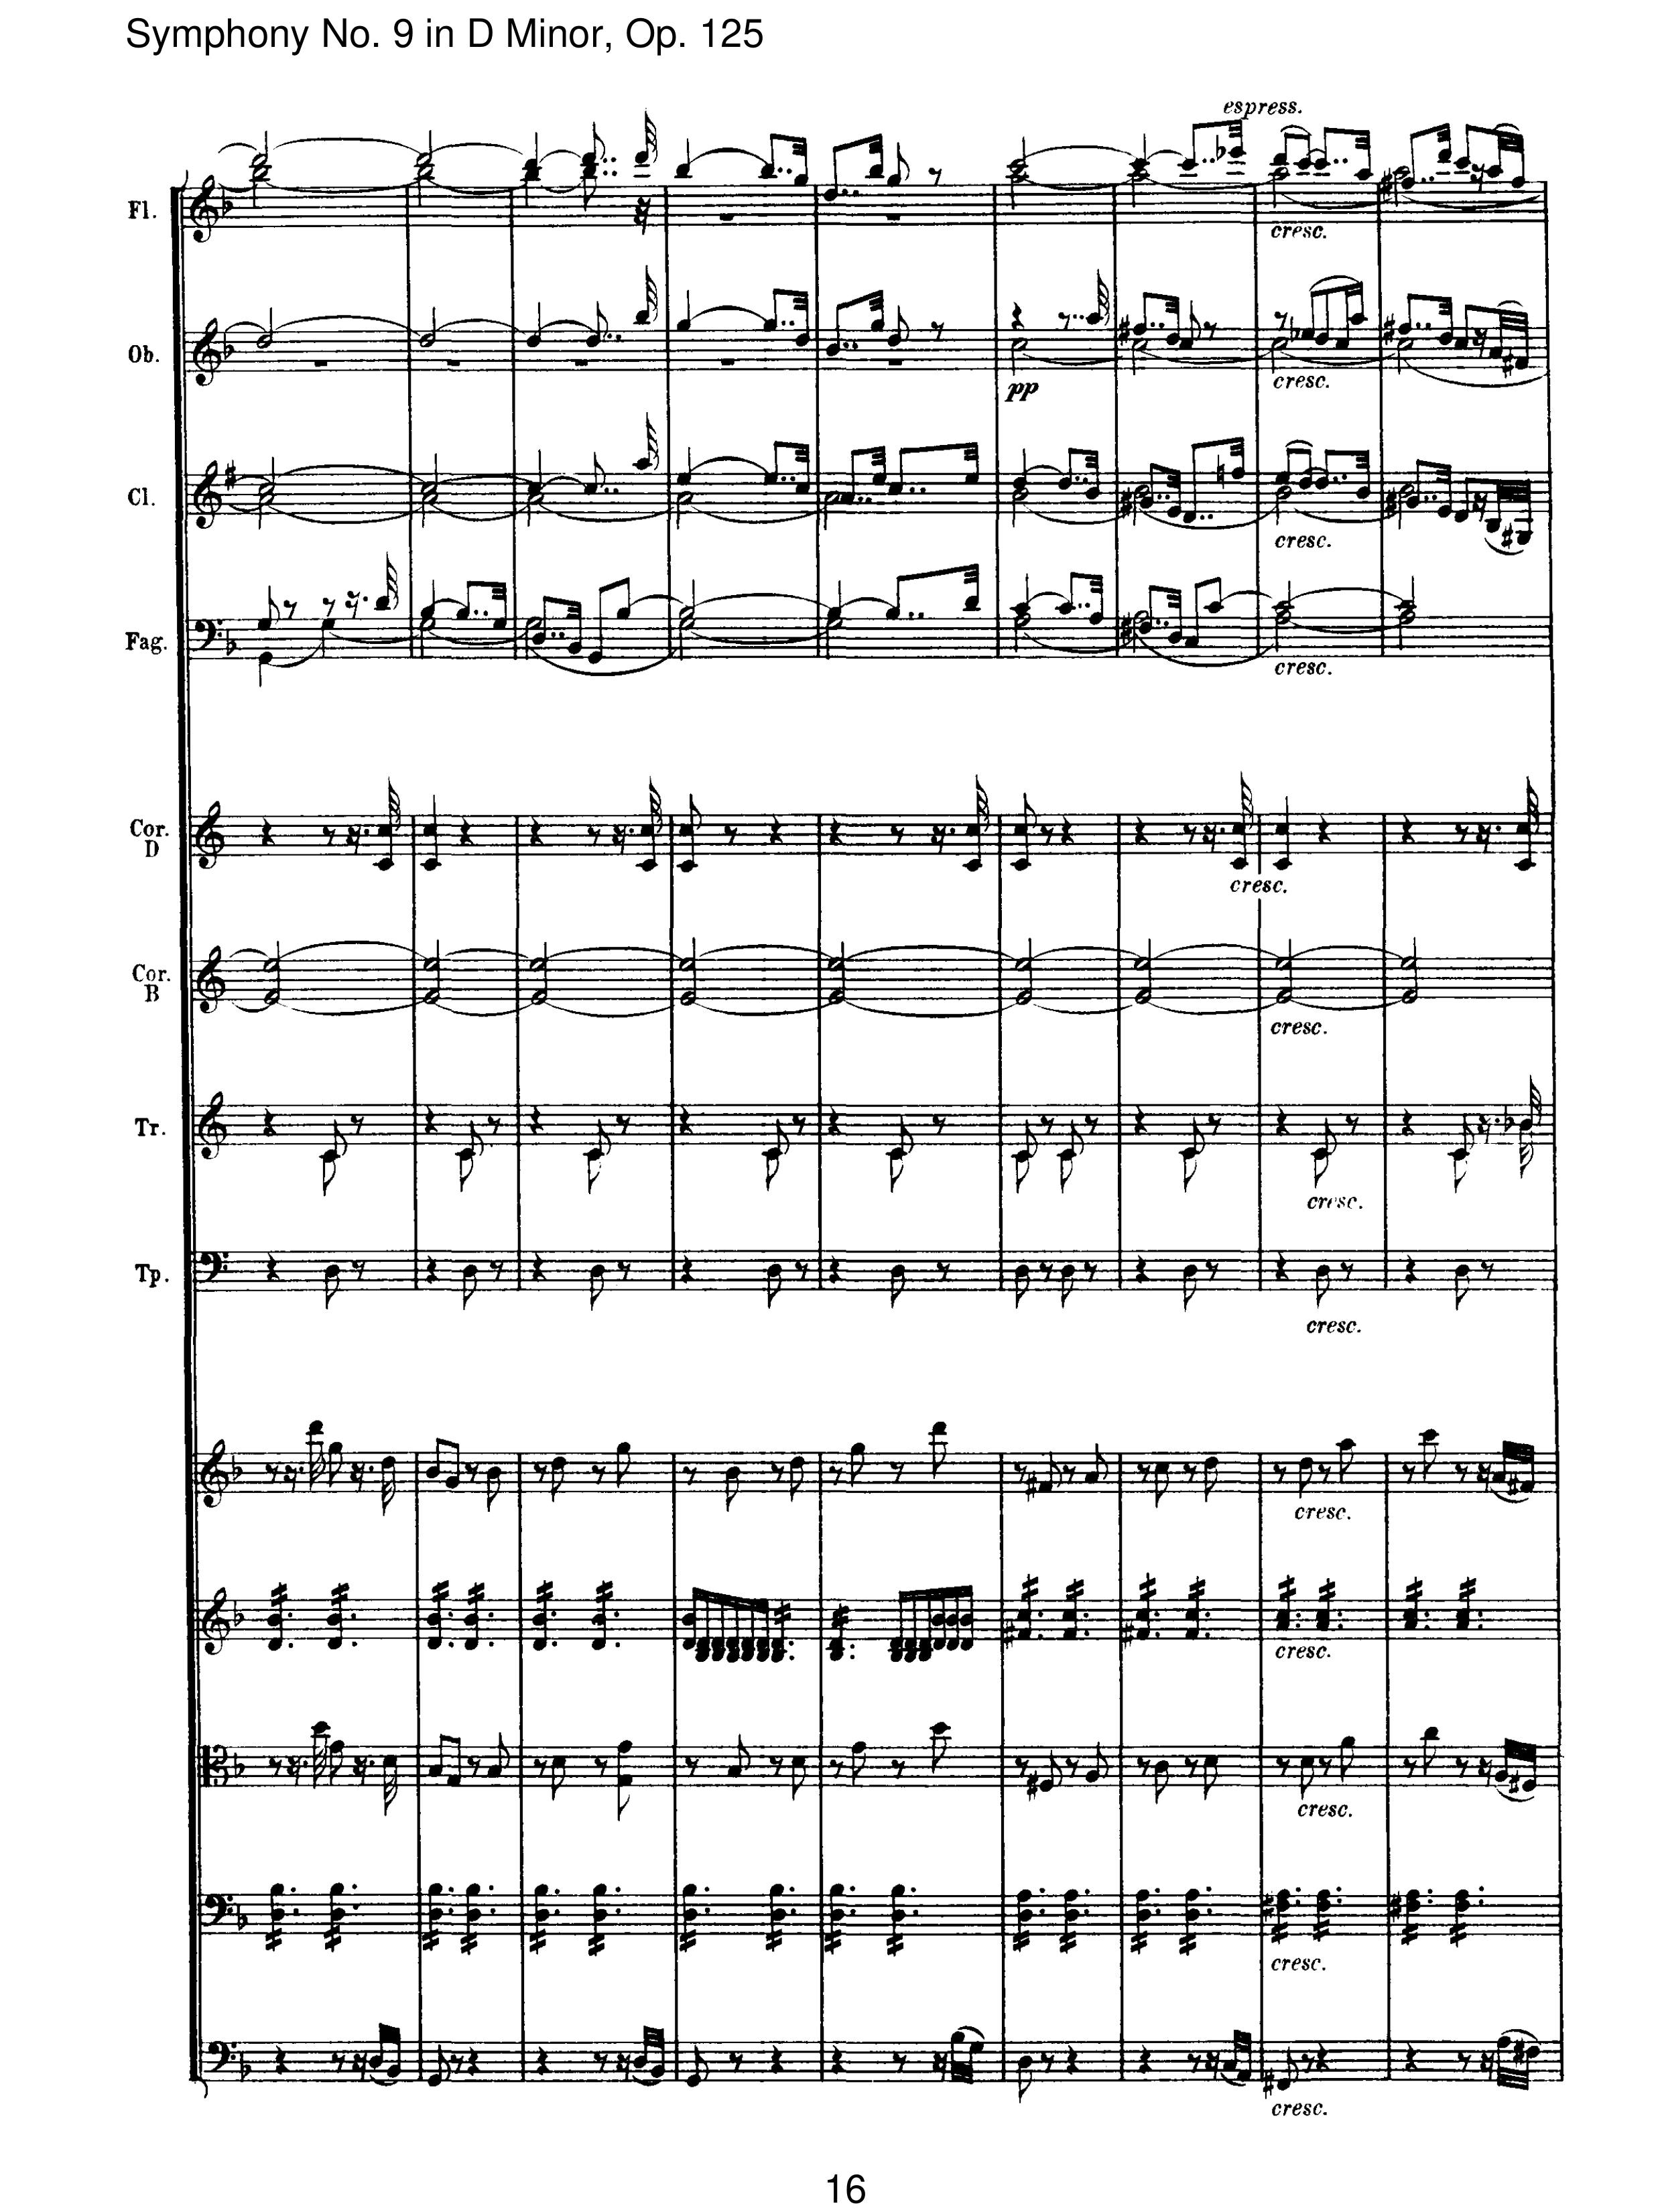 Symphony No. 9 in D Minor, Op. 125
espress.
Fl.
cresc.
Ob.
pp
cresc.
Cl.
cresc.
Fag.
cresc.
Cor.
D
cresc.
Cor.
B
cresc.
Tr.
cresc.
Tp.
cresc.
cresc.
cresc.
cresc.
cresc.
cresc.
16